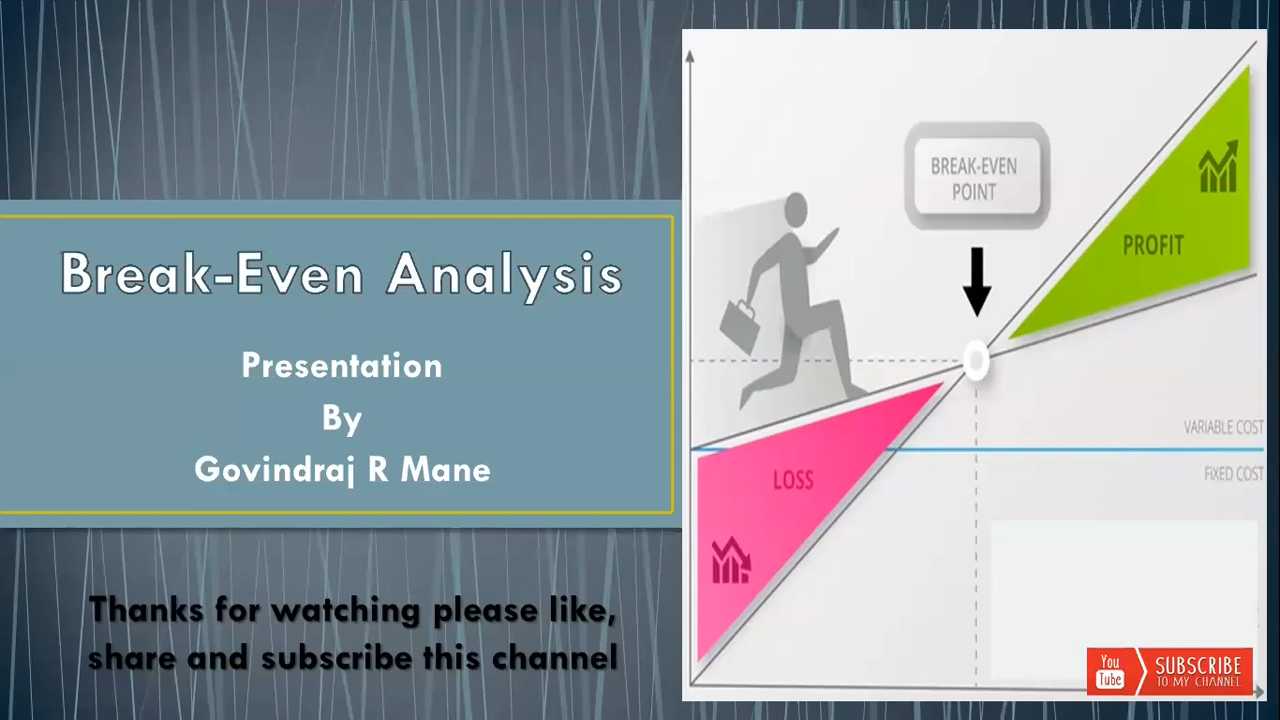 Break-Even Analysis
Presentation
By
Govindraj R Mane
Thanks for watching please like,
share and subscribe this channel
BREAK-EVEN
POINT
PROFIT
VARIABLE COST
LOSS
FIXED COST
You
Tube
SUBSCRIBE
TO MY CHANNEL